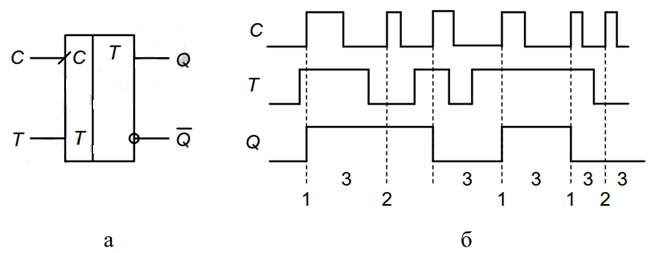 C C T Q
T T Q
а
C
T
Q
3 3 3 3 3
1 2 1 1 2
б